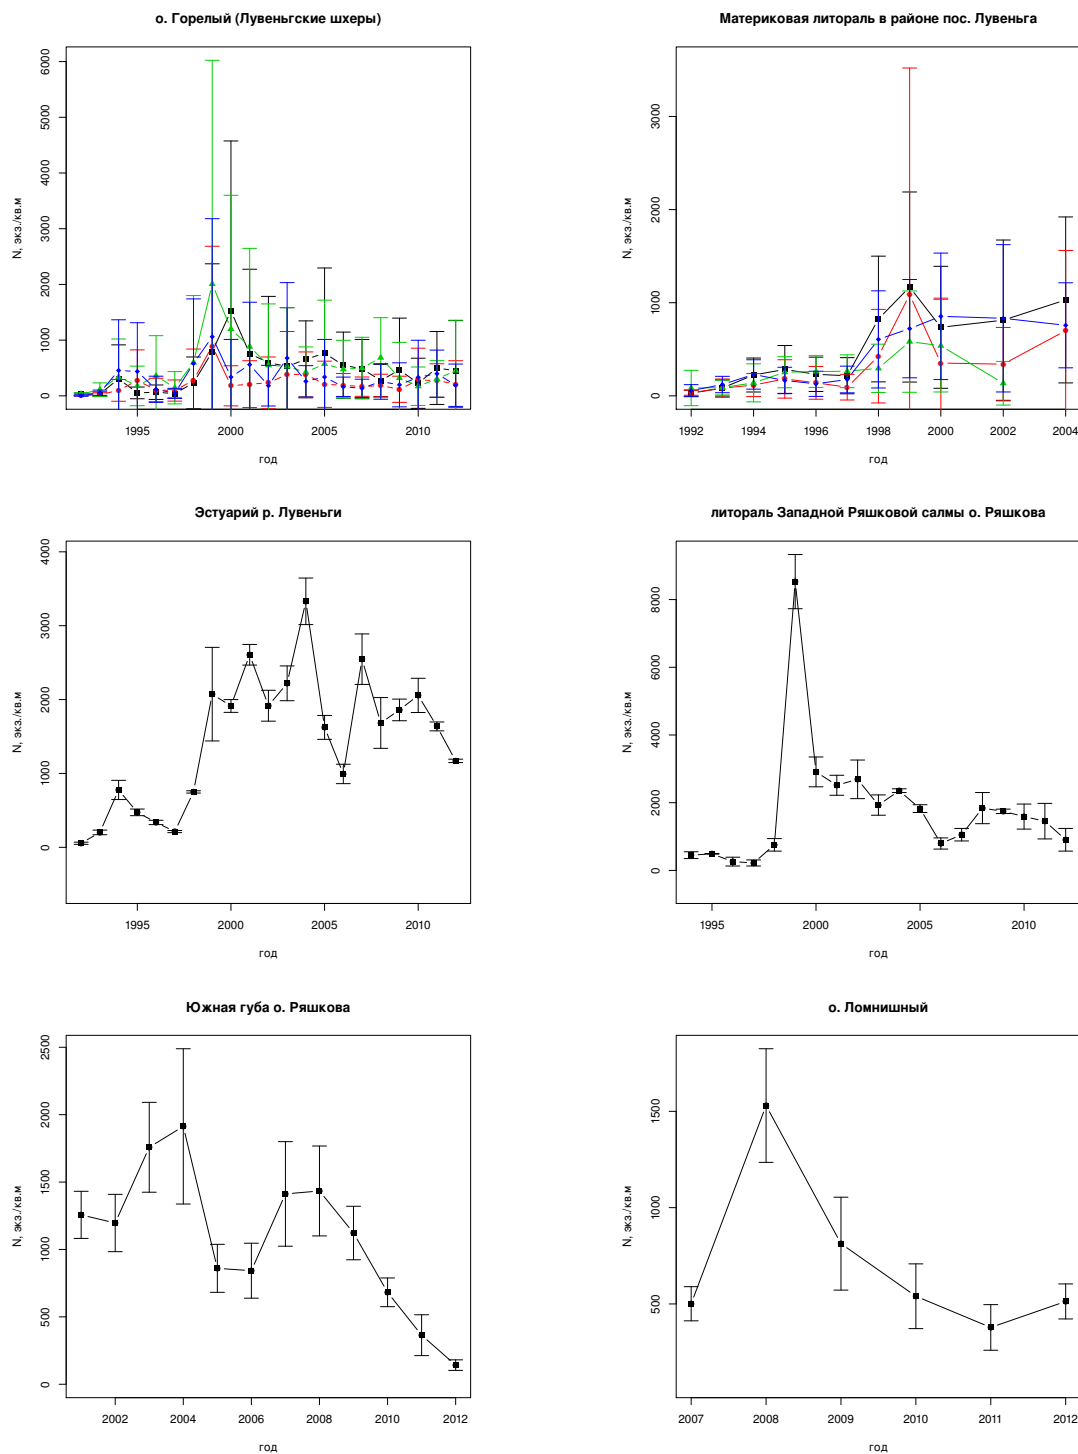 о. Горелый (Лувеньгские шхеры)
N, экз./кв.м
0 1000 2000 3000 4000 5000 6000
1995 2000 2005 2010
год
Материковая литораль в районе пос. Лувеньга
N, экз./кв.м
0 1000 2000 3000
1992 1994 1996 1998 2000 2002 2004
год
Эстуарий р. Лувеньги
N, экз./кв.м
0 1000 2000 3000 4000
1995 2000 2005 2010
год
литораль Западной Ряшковой салмы о. Ряшкова
N, экз./кв.м
0 2000 4000 6000 8000
1995 2000 2005 2010
год
Южная губа о. Ряшкова
N, экз./кв.м
0 500 1000 1500 2000 2500
2002 2004 2006 2008 2010 2012
год
о. Ломнишный
N, экз./кв.м
500 1000 1500
2007 2008 2009 2010 2011 2012
год